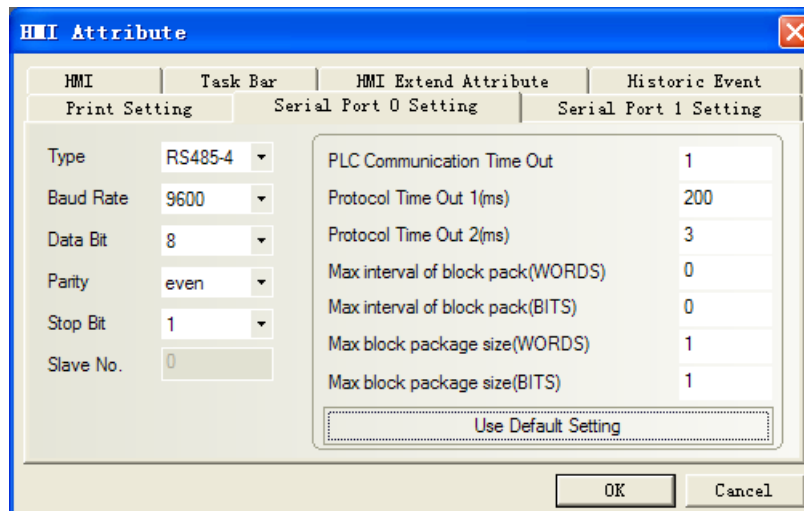 HMI Attribute
HMI Task Bar HMI Extend Attribute Historic Event
Print Setting Serial Port 0 Setting Serial Port 1 Setting
Type RS485-4
Baud Rate 9600
Data Bit 8
Parity even
Stop Bit 1
Slave No. 0
PLC Communication Time Out 1
Protocol Time Out 1(ms) 200
Protocol Time Out 2(ms) 3
Max interval of block pack(WORDS) 0
Max interval of block pack(BITS) 0
Max block package size(WORDS) 1
Max block package size(BITS) 1
Use Default Setting
OK Cancel